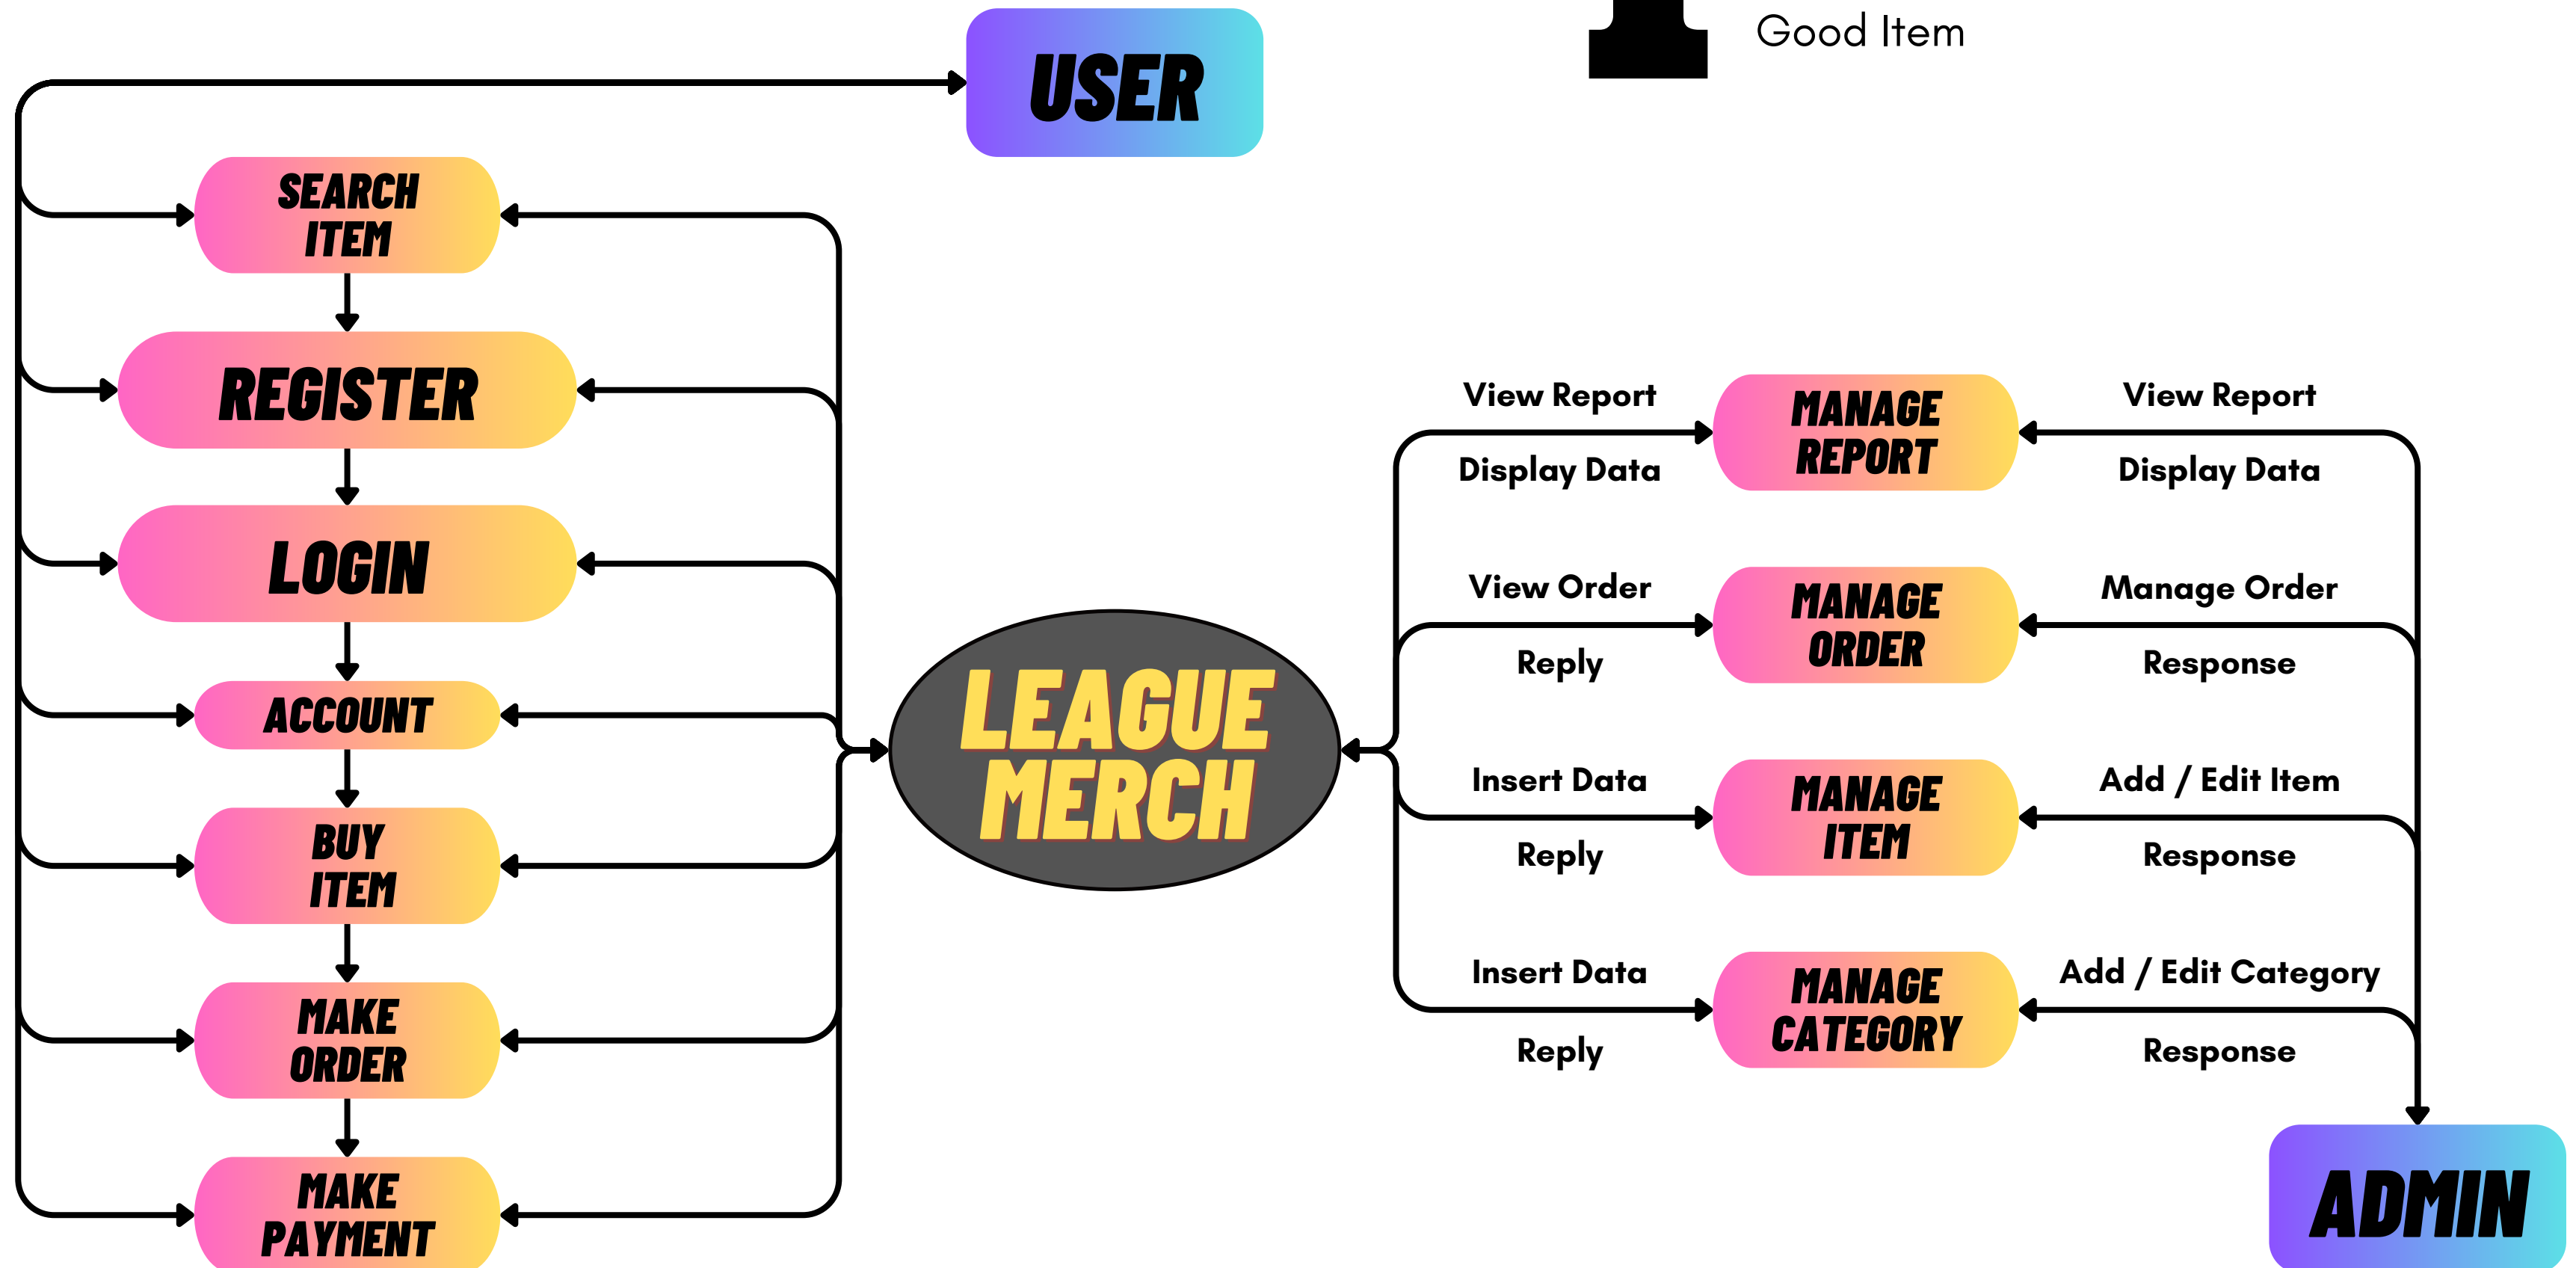 USER
Good Item
SEARCH
ITEM
REGISTER
LOGIN
ACCOUNT
BUY
ITEM
MAKE
ORDER
MAKE
PAYMENT
LEAGUE
MERCH
View Report
Display Data
View Order
Reply
Insert Data
Reply
Insert Data
Reply
MANAGE
REPORT
MANAGE
ORDER
MANAGE
ITEM
MANAGE
CATEGORY
View Report
Display Data
Manage Order
Response
Add / Edit Item
Response
Add / Edit Category
Response
ADMIN